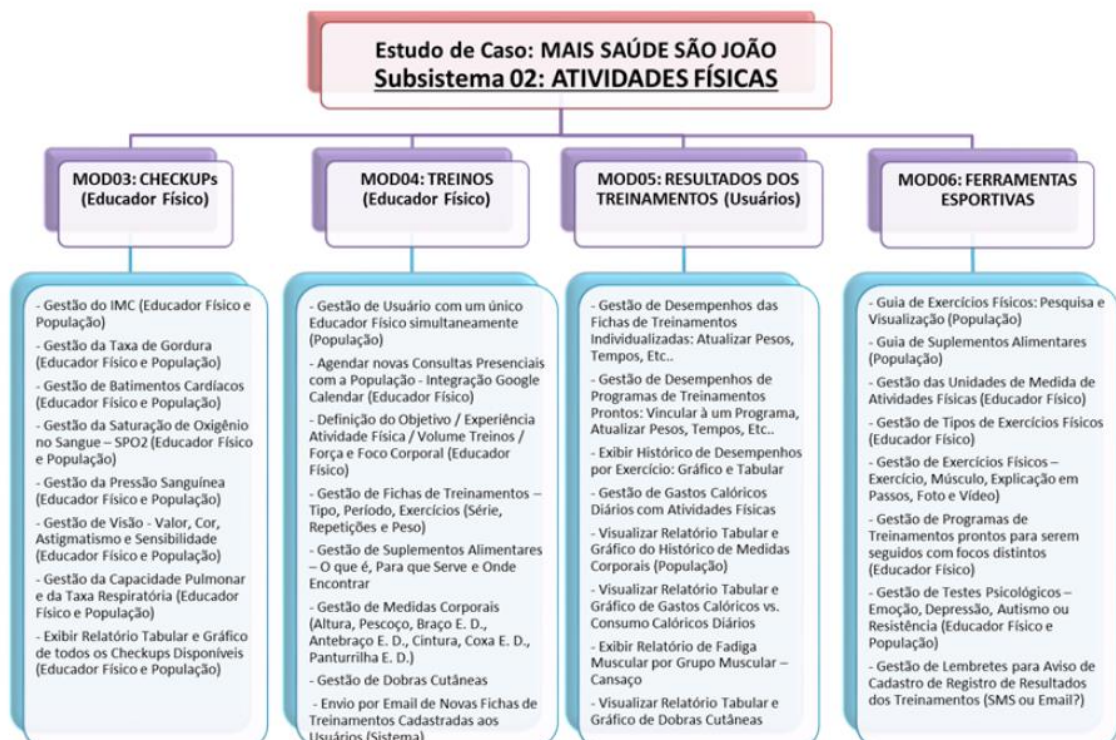 Estudo de Caso: MAIS SAÚDE SÃO JOÃO
Subsistema 02: ATIVIDADES FÍSICAS
MOD03: CHECKUPs
(Educador Físico)
- Gestão do IMC (Educador Físico e
População)
- Gestão da Taxa de Gordura
(Educador Físico e População)
- Gestão de Batimentos Cardíacos
(Educador Físico e População)
- Gestão da Saturação de Oxigênio
no Sangue – SPO2 (Educador Físico
e População)
- Gestão da Pressão Sanguínea
(Educador Físico e População)
- Gestão de Visão - Valor, Cor,
Astigmatismo e Sensibilidade
(Educador Físico e População)
- Gestão da Capacidade Pulmonar
e da Taxa Respiratória (Educador
Físico e População)
- Exibir Relatório Tabular e Gráfico
de todos os Checkups Disponíveis
(Educador Físico e População)
MOD04: TREINOS
(Educador Físico)
- Gestão de Usuário com um único
Educador Físico simultaneamente
(População)
- Agendar novas Consultas Presenciais
com a População - Integração Google
Calendar (Educador Físico)
- Definição do Objetivo / Experiência
Atividade Física / Volume Treinos /
Força e Foco Corporal (Educador
Físico)
- Gestão de Fichas de Treinamentos –
Tipo, Período, Exercícios (Série,
Repetições e Peso)
- Gestão de Suplementos Alimentares
– O que é, Para que Serve e Onde
Encontrar
- Gestão de Medidas Corporais
(Altura, Pescoço, Braço E. D.,
Antebraço E. D., Cintura, Coxa E. D.,
Panturrilha E. D.)
- Gestão de Dobras Cutâneas
- Envio por Email de Novas Fichas de
Treinamentos Cadastradas aos
Usuários (Sistema)
MOD05: RESULTADOS DOS
TREINAMENTOS (Usuários)
- Gestão de Desempenhos das
Fichas de Treinamentos
Individualizadas: Atualizar Pesos,
Tempos, Etc..
- Gestão de Desempenhos de
Programas de Treinamentos
Prontos: Vincular à um Programa,
Atualizar Pesos, Tempos, Etc..
- Exibir Histórico de Desempenhos
por Exercício: Gráfico e Tabular
- Gestão de Gastos Calóricos
Diários com Atividades Físicas
- Visualizar Relatório Tabular e
Gráfico do Histórico de Medidas
Corporais (População)
- Visualizar Relatório Tabular e
Gráfico de Gastos Calóricos vs.
Consumo Calóricos Diários
- Exibir Relatório de Fadiga
Muscular por Grupo Muscular –
Cansaço
- Visualizar Relatório Tabular e
Gráfico de Dobras Cutâneas
MOD06: FERRAMENTAS
ESPORTIVAS
- Guia de Exercícios Físicos: Pesquisa e
Visualização (População)
- Guia de Suplementos Alimentares
(População)
- Gestão das Unidades de Medida de
Atividades Físicas (Educador Físico)
- Gestão de Tipos de Exercícios Físicos
(Educador Físico)
- Gestão de Exercícios Físicos –
Exercício, Músculo, Explicação em
Passos, Foto e Vídeo)
- Gestão de Programas de
Treinamentos prontos para serem
seguidos com focos distintos
(Educador Físico)
- Gestão de Testes Psicológicos –
Emoção, Depressão, Autismo ou
Resistência (Educador Físico e
População)
- Gestão de Lembretes para Aviso de
Cadastro de Registro de Resultados
dos Treinamentos (SMS ou Email?)